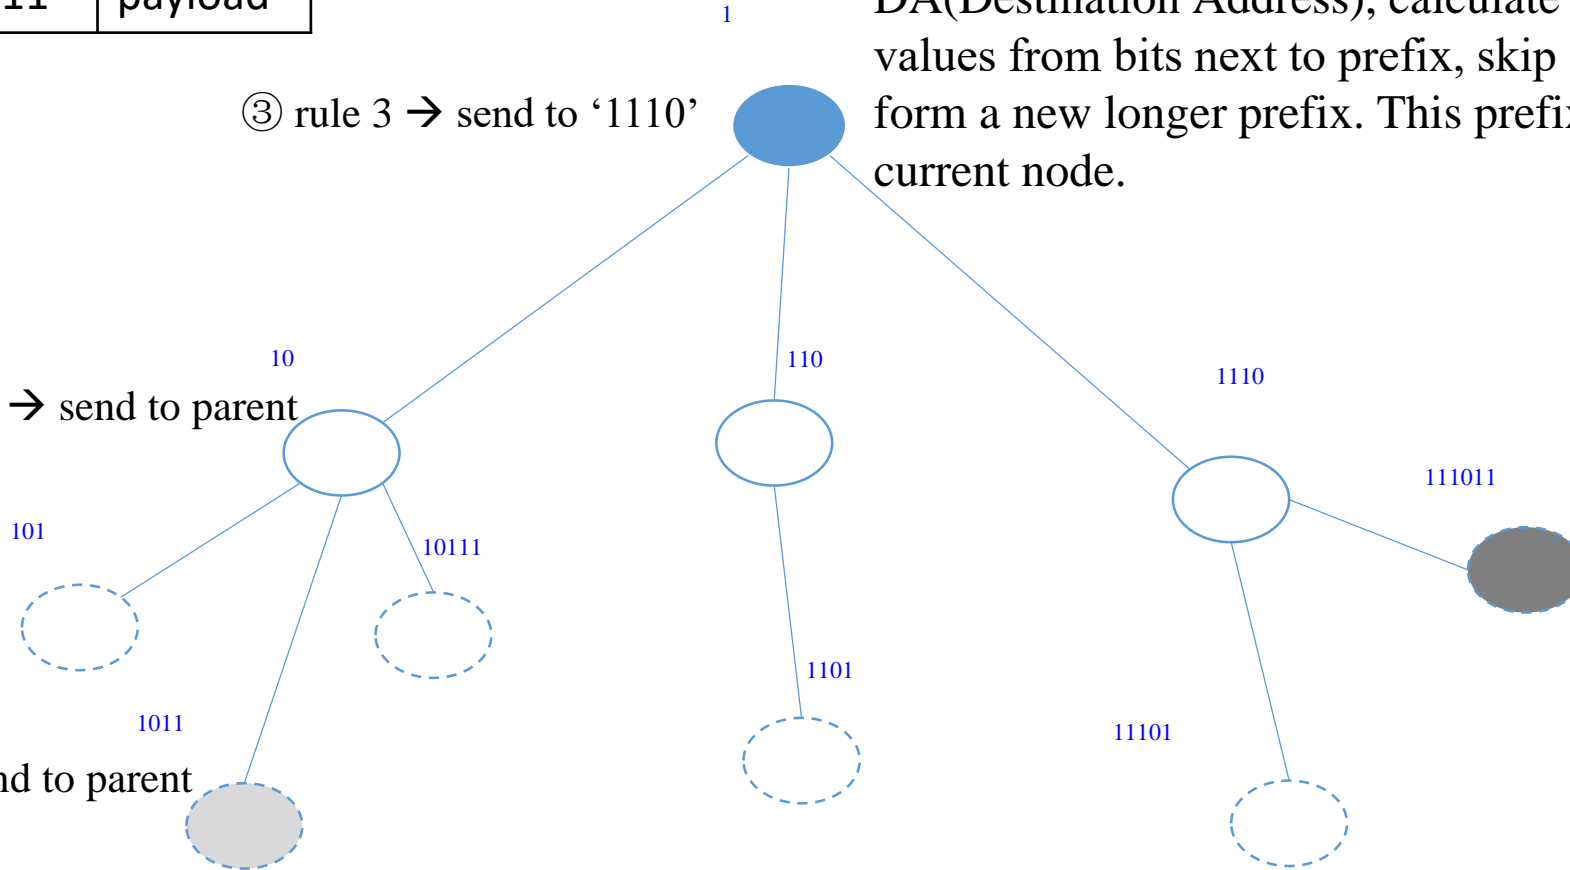 11 payload
1
DA(Destination Address), calculate
values from bits next to prefix, skip
③ rule 3 → send to ‘1110’
form a new longer prefix. This prefix
current node.
10
110
1110
→ send to parent
111011
101
10111
1101
1011
11101
nd to parent